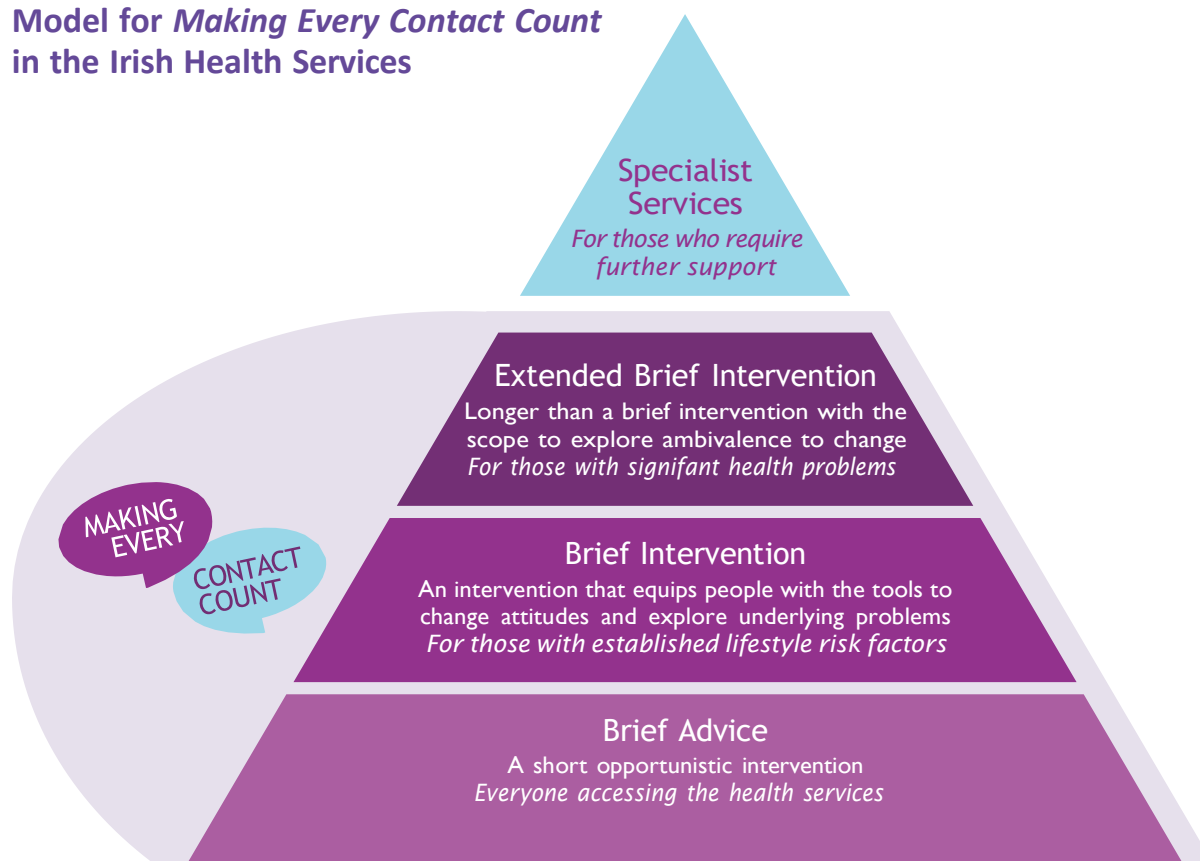 Model for Making Every Contact Count
in the Irish Health Services
Specialist
Services
For those who require
further support
Extended Brief Intervention
Longer than a brief intervention with the
scope to explore ambivalence to change
For those with signifant health problems
MAKING
EVERY
CONTACT
COUNT
Brief Intervention
An intervention that equips people with the tools to
change attitudes and explore underlying problems
For those with established lifestyle risk factors
Brief Advice
A short opportunistic intervention
Everyone accessing the health services